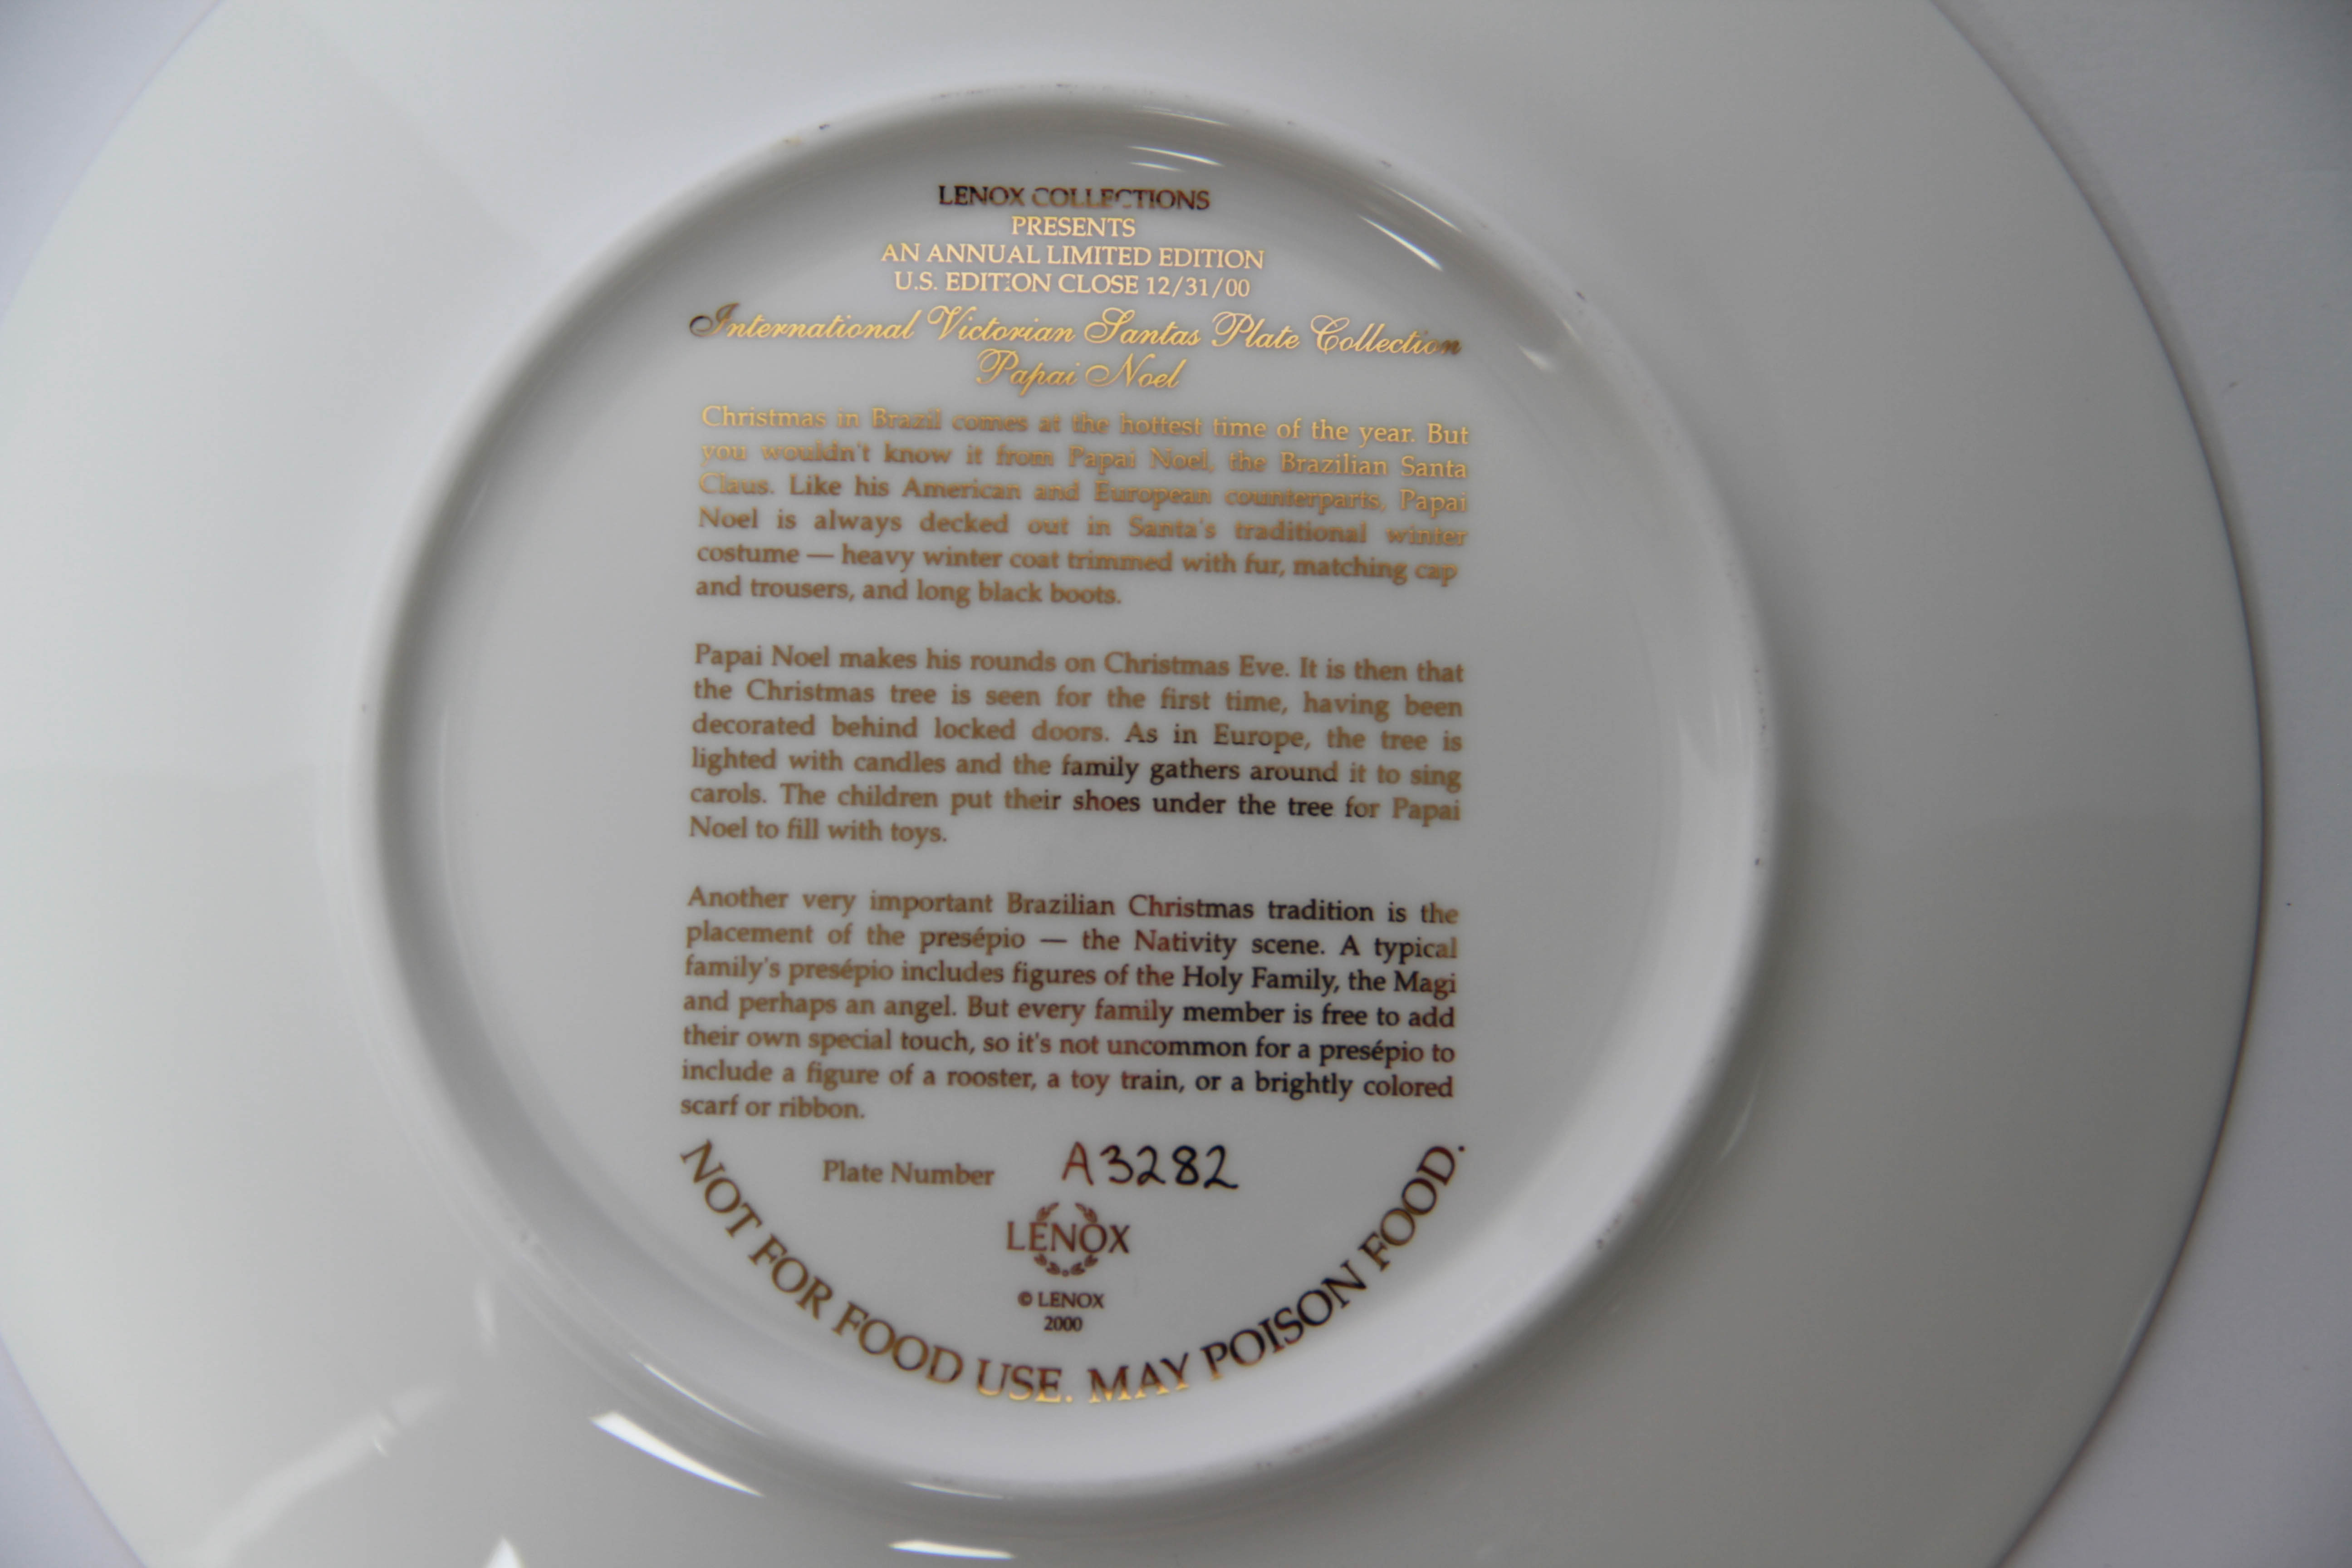 LENOX COLLECTIONS
PRESENTS
AN ANNUAL LIMITED EDITION
U.S. EDITION CLOSE 12/31/00
International Victorian Santas Plate Collection
Papai Noel
Christmas in Brazil comes at the hottest time of the year. But
you wouldn't know it from Papai Noel, the Brazilian Santa
Claus. Like his American and European counterparts, Papai
Noel is always decked out in Santa's traditional winter
costume — heavy winter coat trimmed with fur, matching cap
and trousers, and long black boots.
Papai Noel makes his rounds on Christmas Eve. It is then that
the Christmas tree is seen for the first time, having been
decorated behind locked doors. As in Europe, the tree is
lighted with candles and the family gathers around it to sing
carols. The children put their shoes under the tree for Papai
Noel to fill with toys.
Another very important Brazilian Christmas tradition is the
placement of the presépio — the Nativity scene. A typical
family's presépio includes figures of the Holy Family, the Magi
and perhaps an angel. But every family member is free to add
their own special touch, so it's not uncommon for a presépio to
include a figure of a rooster, a toy train, or a brightly colored
scarf or ribbon.
Plate Number A3282
LENOX
© LENOX
2000
NOT FOR FOOD USE. MAY POISON FOOD.